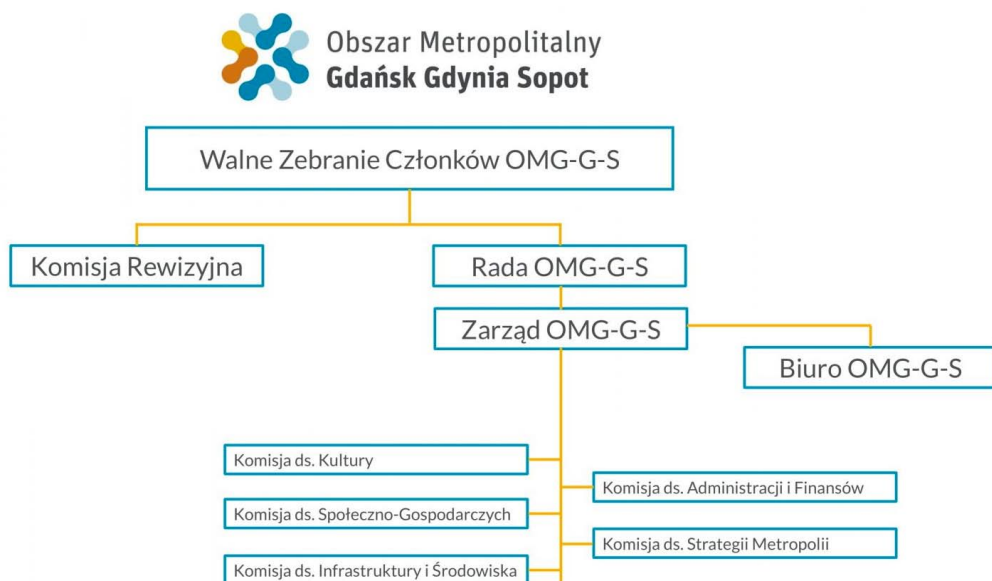 Obszar Metropolitalny
Gdańsk Gdynia Sopot
Walne Zebranie Członków OMG-G-S
Komisja Rewizyjna
Rada OMG-G-S
Zarząd OMG-G-S
Biuro OMG-G-S
Komisja ds. Kultury
Komisja ds. Administracji i Finansów
Komisja ds. Społeczno-Gospodarczych
Komisja ds. Strategii Metropolii
Komisja ds. Infrastruktury i Środowiska